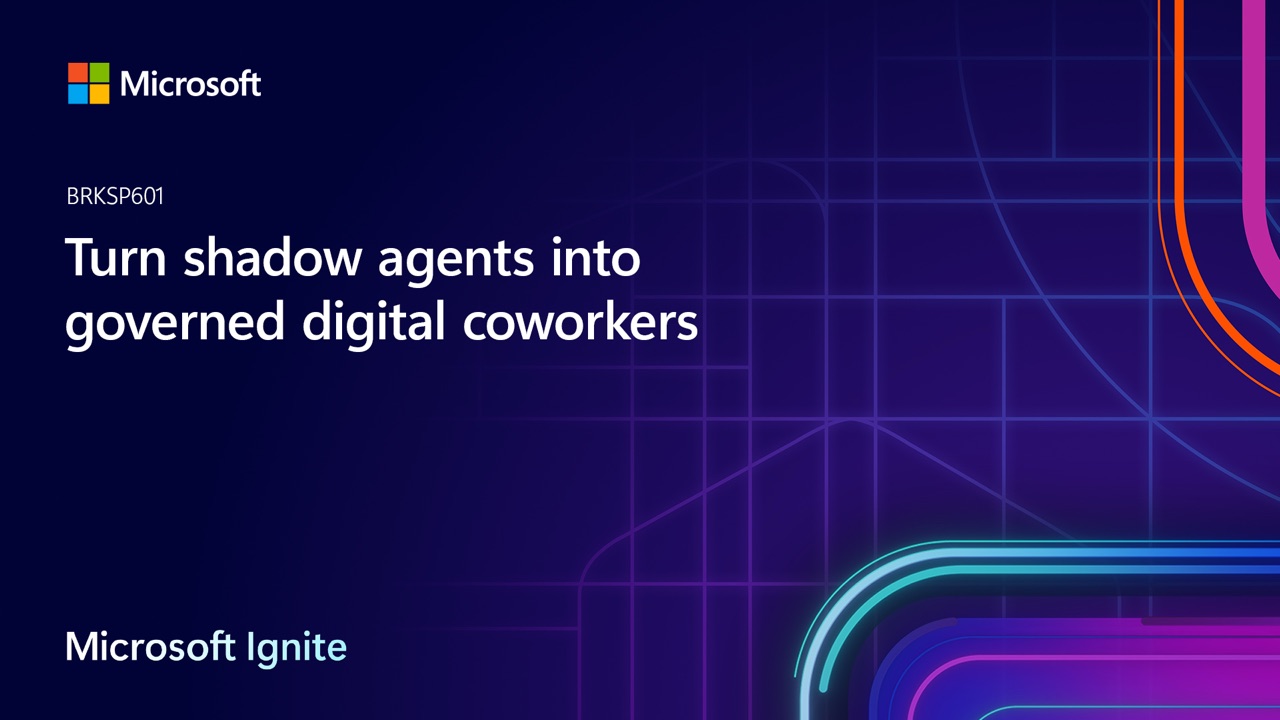 Microsoft
BRKSP601
Turn shadow agents into
governed digital coworkers
Microsoft Ignite